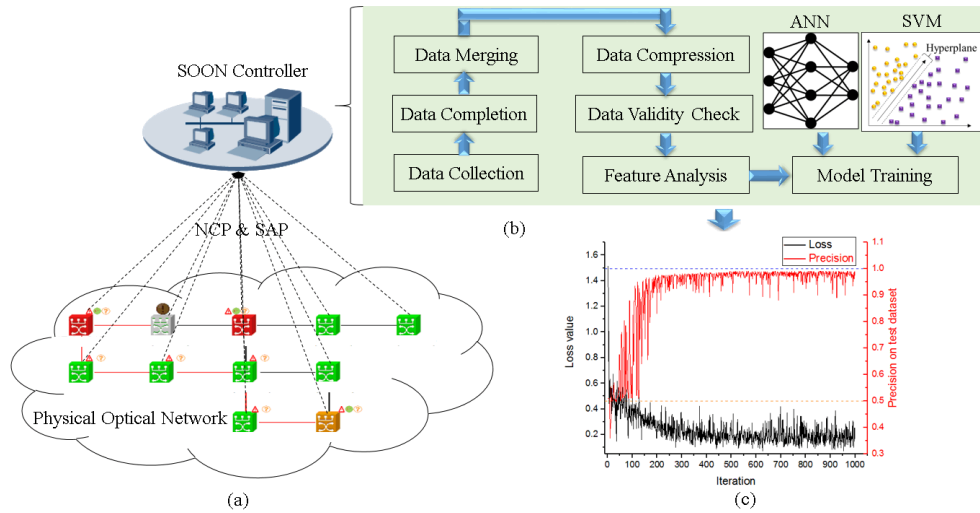 SOON Controller
NCP & SAP
Physical Optical Network
(a)
Data Merging
Data Completion
Data Collection
Data Compression
Data Validity Check
Feature Analysis
ANN
SVM
Hyperplane
Model Training
(b)
Loss
Precision
Loss value
1.6
1.4
1.2
1.0
0.8
0.6
0.4
0.2
Precision on test dataset
1.1
1.0
0.9
0.8
0.7
0.6
0.5
0.4
0.3
0 100 200 300 400 500 600 700 800 900 1000
Iteration
(c)